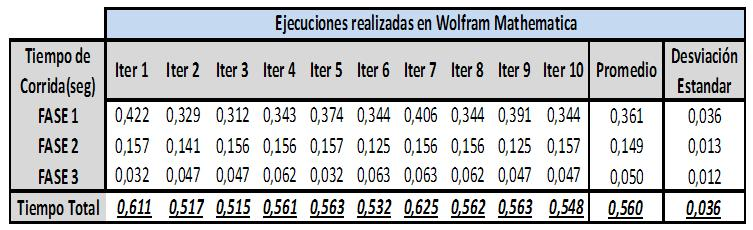 Ejecuciones realizadas en Wolfram Mathematica
Tiempo de Corrida(seg) Iter 1 Iter 2 Iter 3 Iter 4 Iter 5 Iter 6 Iter 7 Iter 8 Iter 9 Iter 10 Promedio Desviación Estandar
FASE 1 0,422 0,329 0,312 0,343 0,374 0,344 0,406 0,344 0,391 0,344 0,361 0,036
FASE 2 0,157 0,141 0,156 0,156 0,157 0,125 0,156 0,156 0,125 0,157 0,149 0,013
FASE 3 0,032 0,047 0,047 0,062 0,032 0,063 0,063 0,062 0,047 0,047 0,050 0,012
Tiempo Total 0,611 0,517 0,515 0,561 0,563 0,532 0,625 0,562 0,563 0,548 0,560 0,036